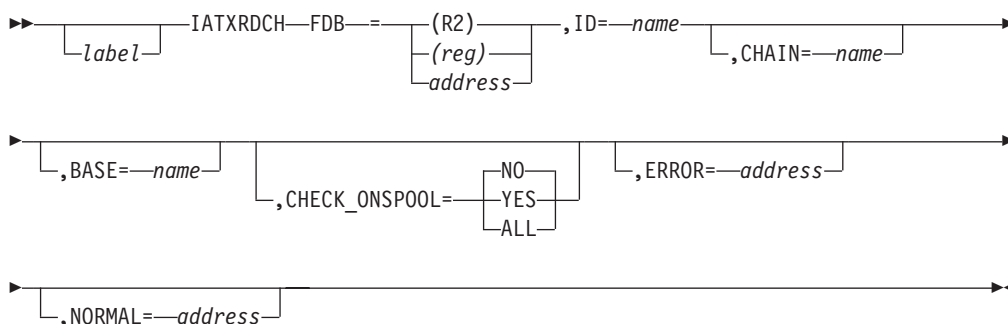 IATXRDCH FDB = (R2) ,ID= name
label (reg) ,CHAIN= name
address
,BASE= name NO ,ERROR= address
,CHECK_ONSPOOL= YES
ALL
,NORMAL= address